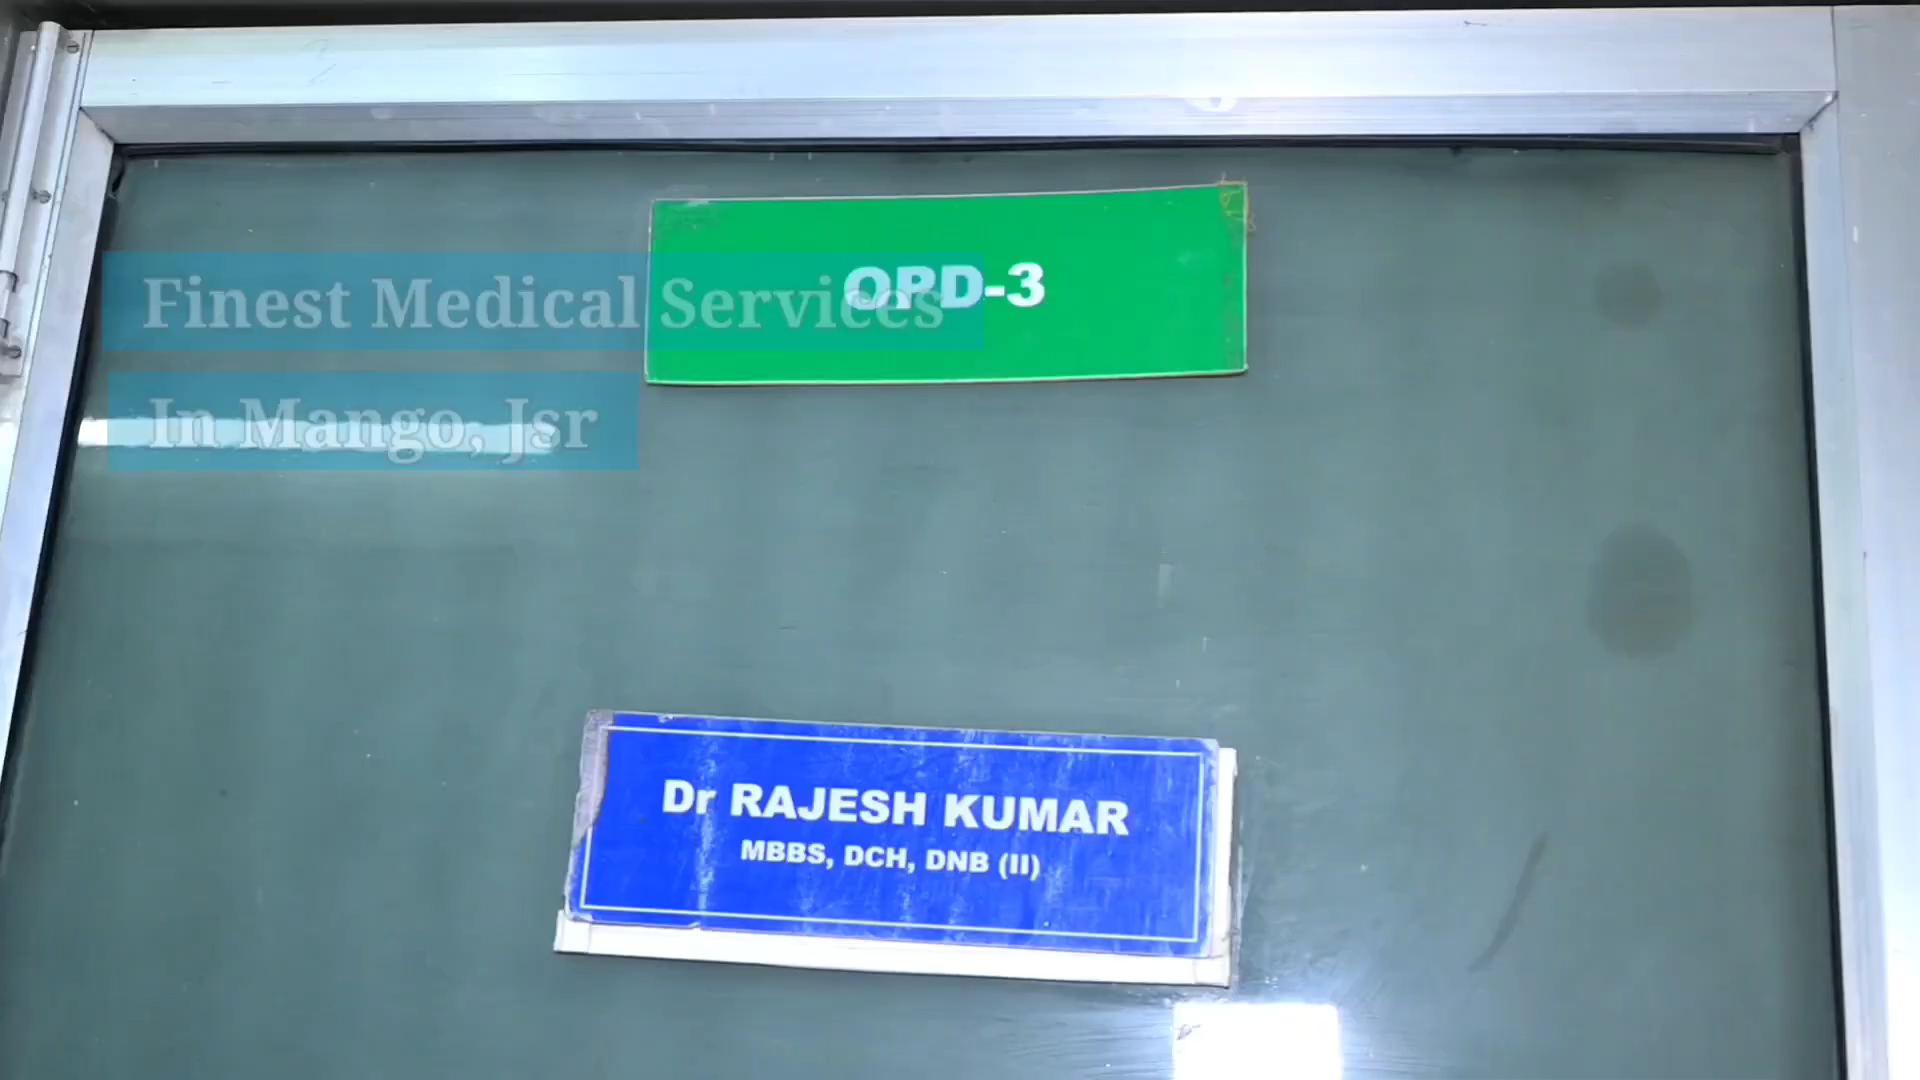 OPD-3
Finest Medical Services
In Mango, Jsr
Dr RAJESH KUMAR
MBBS, DCH, DNB (II)